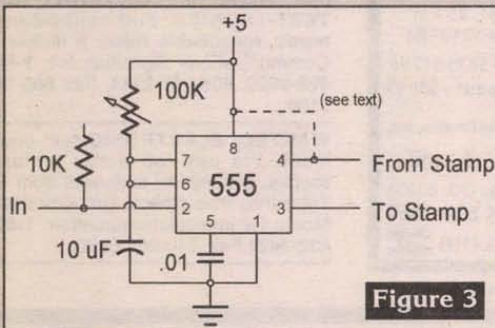 +5
100K
(see text)
8
10K
7
4
From Stamp
6
555
In
2
3
To Stamp
5
1
10 uF
.01
Figure 3